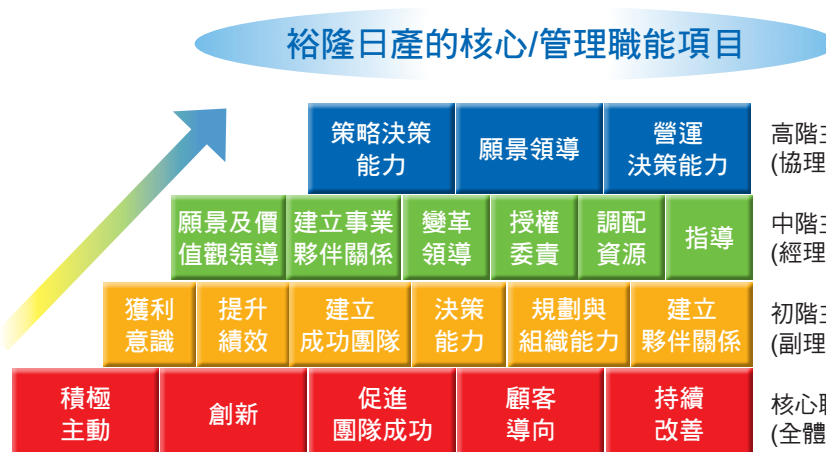 裕隆日產的核心/管理職能項目
策略決策
能力
願景領導
營運
決策能力
高階
(協理
願景及價
值觀領導
建立事業
夥伴關係
變革
領導
授權
委責
調配
資源
指導
中階
(經理
獲利
意識
提升
績效
建立
成功團隊
決策
能力
規劃與
組織能力
建立
夥伴關係
初階
(副理
積極
主動
創新
促進
團隊成功
顧客
導向
持續
改善
核心
(全體